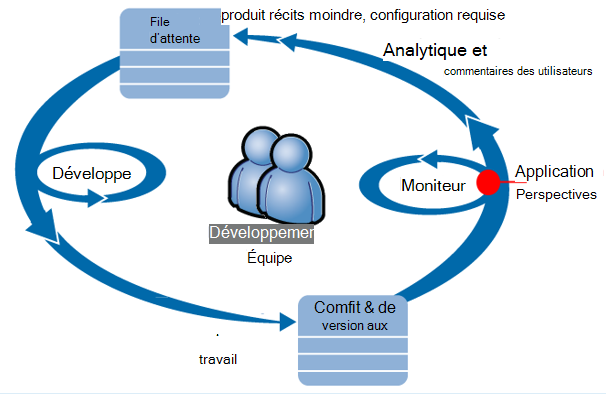 File
d'attente
produit récits moindre, configuration requise
Analytique et
commentaires des utilisateurs
Développe
Moniteur
Application
Perspectives
Développemer
Équipe
Comfit & de
version aux
travail